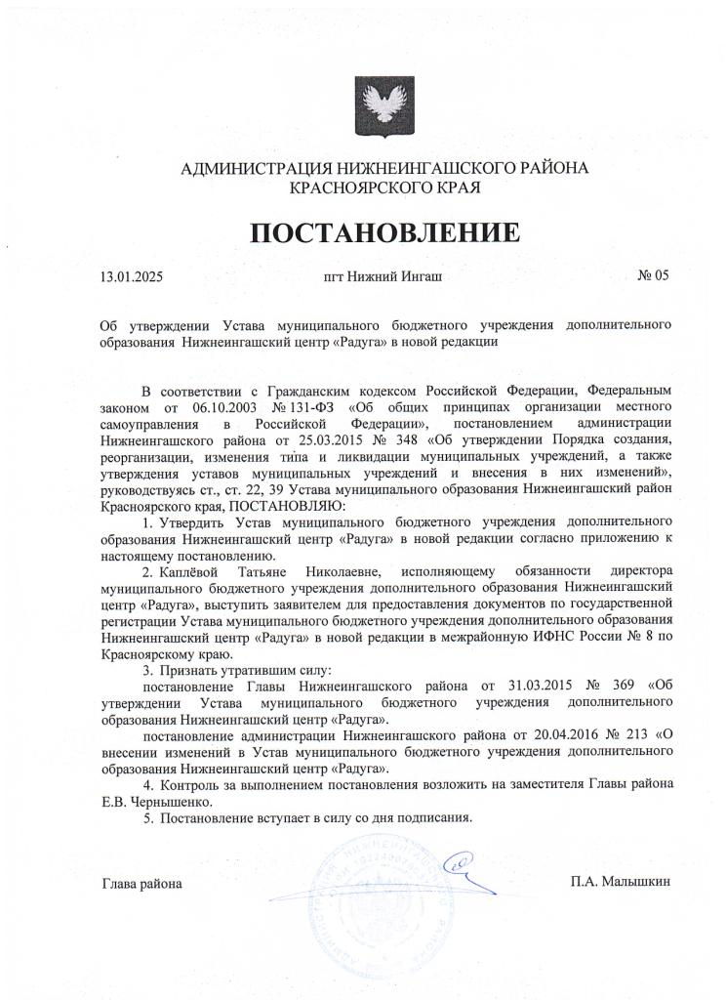 АДМИНИСТРАЦИЯ НИЖНЕИНГАШСКОГО РАЙОНА
КРАСНОЯРСКОГО КРАЯ
ПОСТАНОВЛЕНИЕ
13.01.2025 пгт Нижний Ингаш № 05
Об утверждении Устава муниципального бюджетного учреждения дополнительного
образования Нижнеингашский центр «Радуга» в новой редакции
В соответствии с Гражданским кодексом Российской Федерации, Федеральным
законом от 06.10.2003 № 131-ФЗ «Об общих принципах организации местного
самоуправления в Российской Федерации», постановлением администрации
Нижнеингашского района от 25.03.2015 № 348 «Об утверждении Порядка создания,
реорганизации, изменения типа и ликвидации муниципальных учреждений, а также
утверждения уставов муниципальных учреждений и внесения в них изменений»,
руководствуясь ст., ст. 22, 39 Устава муниципального образования Нижнеингашский район
Красноярского края, ПОСТАНОВЛЯЮ:
1. Утвердить Устав муниципального бюджетного учреждения дополнительного
образования Нижнеингашский центр «Радуга» в новой редакции согласно приложению к
настоящему постановлению.
2. Каплёвой Татьяне Николаевне, исполняющему обязанности директора
муниципального бюджетного учреждения дополнительного образования Нижнеингашский
центр «Радуга», выступить заявителем для предоставления документов по государственной
регистрации Устава муниципального бюджетного учреждения дополнительного образования
Нижнеингашский центр «Радуга» в новой редакции в межрайонную ИФНС России № 8 по
Красноярскому краю.
3. Признать утратившим силу:
постановление Главы Нижнеингашского района от 31.03.2015 № 369 «Об
утверждении Устава муниципального бюджетного учреждения дополнительного
образования Нижнеингашский центр «Радуга».
постановление администрации Нижнеингашского района от 20.04.2016 № 213 «О
внесении изменений в Устав муниципального бюджетного учреждения дополнительного
образования Нижнеингашский центр «Радуга».
4. Контроль за выполнением постановления возложить на заместителя Главы района
Е.В. Чернышенко.
5. Постановление вступает в силу со дня подписания.
Глава района П.А. Малышкин
АДМИНИСТРАЦИЯ НИЖНЕИНГАШСКОГО РАЙОНА